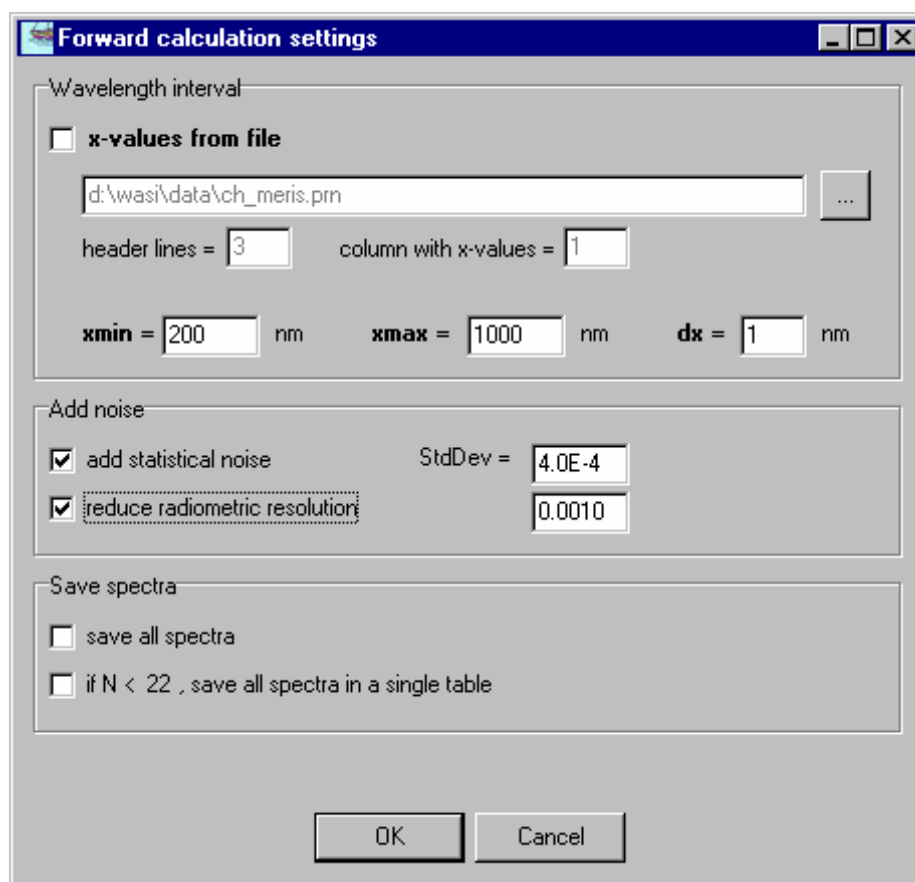 Forward calculation settings
Wavelength interval
x-values from file
d:\wasi\data\ch_meris.prn
...
header lines = 3 column with x-values = 1
xmin = 200 nm xmax = 1000 nm dx = 1 nm
Add noise
add statistical noise StdDev = 4.0E-4
reduce radiometric resolution 0.0010
Save spectra
save all spectra
if N < 22 , save all spectra in a single table
OK Cancel